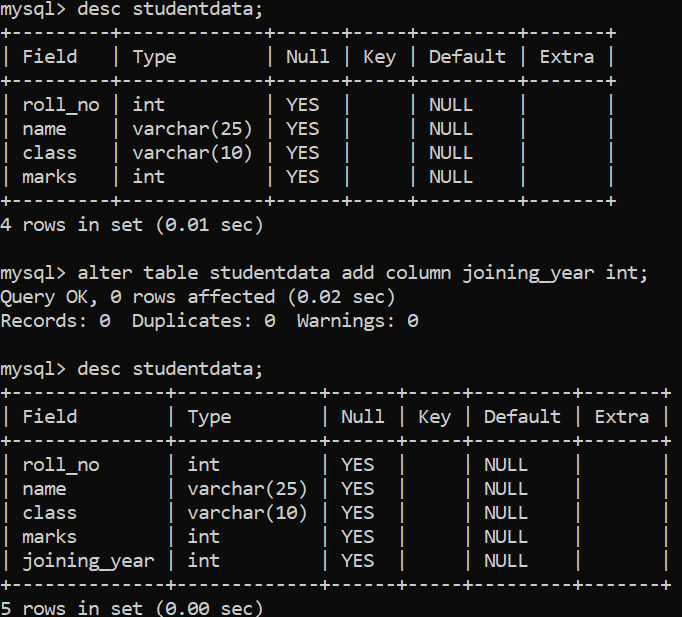 mysql> desc studentdata;
+---------+-------------+------+-----+---------+-------+
| Field   | Type        | Null | Key | Default | Extra |
+---------+-------------+------+-----+---------+-------+
| roll_no | int         | YES  |     | NULL    |       |
| name    | varchar(25) | YES  |     | NULL    |       |
| class   | varchar(10) | YES  |     | NULL    |       |
| marks   | int         | YES  |     | NULL    |       |
+---------+-------------+------+-----+---------+-------+
4 rows in set (0.01 sec)

mysql> alter table studentdata add column joining_year int;
Query OK, 0 rows affected (0.02 sec)
Records: 0  Duplicates: 0  Warnings: 0

mysql> desc studentdata;
+--------------+-------------+------+-----+---------+-------+
| Field        | Type        | Null | Key | Default | Extra |
+--------------+-------------+------+-----+---------+-------+
| roll_no      | int         | YES  |     | NULL    |       |
| name         | varchar(25) | YES  |     | NULL    |       |
| class        | varchar(10) | YES  |     | NULL    |       |
| marks        | int         | YES  |     | NULL    |       |
| joining_year | int         | YES  |     | NULL    |       |
+--------------+-------------+------+-----+---------+-------+
5 rows in set (0.00 sec)